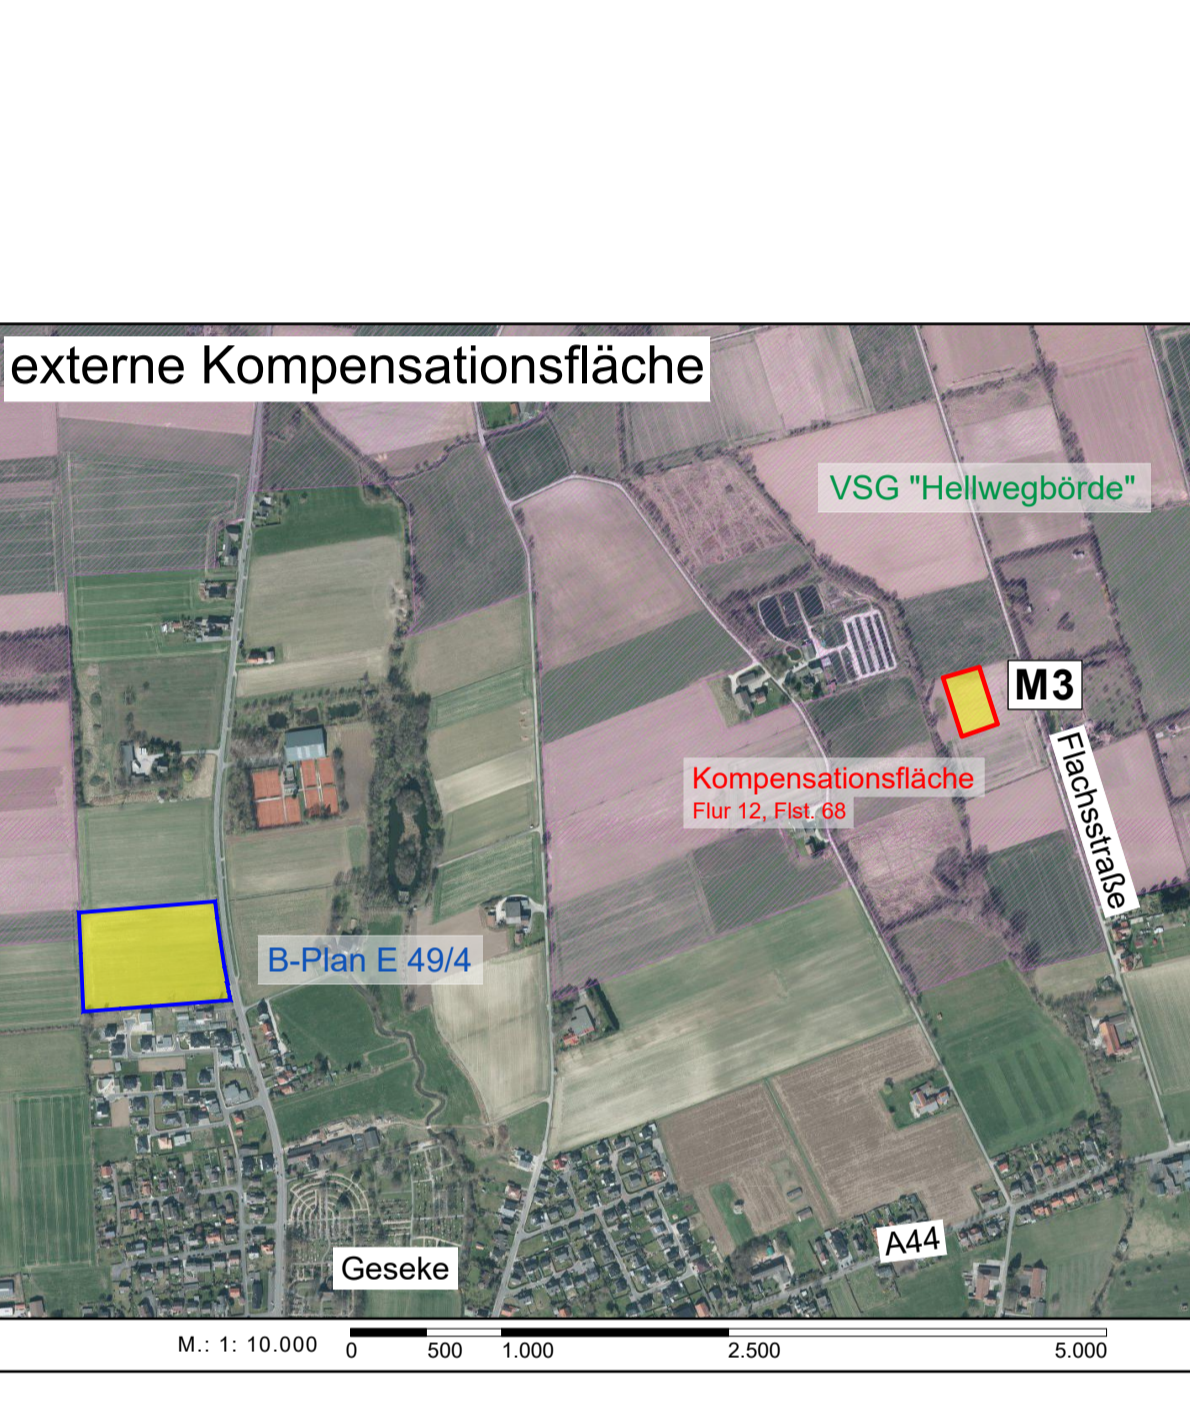 externe Kompensationsfläche
VSG "Hellwegbörde"
M3
Kompensationsfläche
Flur 12, Flst. 68
Flachsstraße
B-Plan E 49/4
A44
Geseke
M.: 1: 10.000
0 500 1.000 2.500 5.000